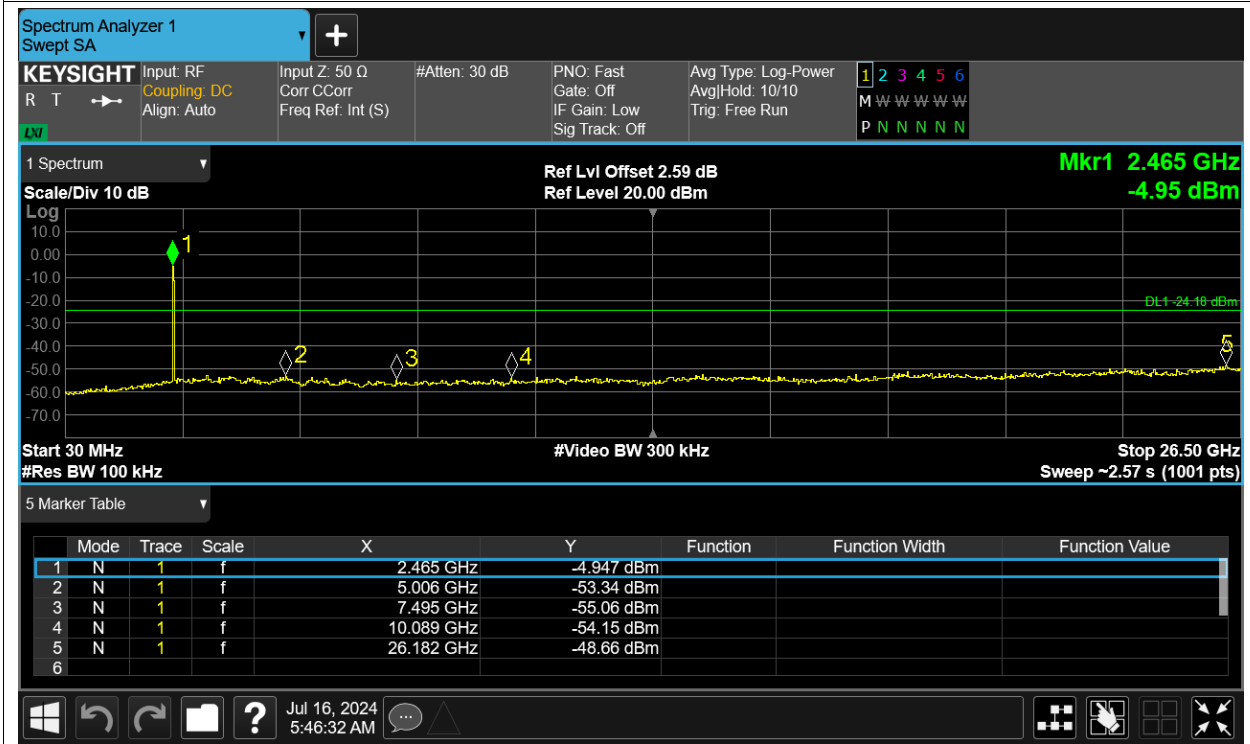 Spectrum Analyzer 1
Swept SA
KEYSIGHT
R T
LXI
Input: RF
Coupling: DC
Align: Auto
Input Z: 50 Ω
Corr CCorr
Freq Ref: Int (S)
#Atten: 30 dB
PNO: Fast
Gate: Off
IF Gain: Low
Sig Track: Off
Avg Type: Log-Power
Avg|Hold: 10/10
Trig: Free Run
1 2 3 4 5 6
M W W W W W
P N N N N N
1 Spectrum
Scale/Div 10 dB
Ref Lvl Offset 2.59 dB
Ref Level 20.00 dBm
Mkr1 2.465 GHz
-4.95 dBm
Log
10.0
0.00
-10.0
-20.0
-30.0
-40.0
-50.0
-60.0
-70.0
1
2
3
4
5
DL1 -24.18 dBm
Start 30 MHz
#Video BW 300 kHz
Stop 26.50 GHz
#Res BW 100 kHz
Sweep ~2.57 s (1001 pts)
5 Marker Table
Mode Trace Scale X Y Function Function Width Function Value
1 N 1 f 2.465 GHz -4.947 dBm
2 N 1 f 5.006 GHz -53.34 dBm
3 N 1 f 7.495 GHz -55.06 dBm
4 N 1 f 10.089 GHz -54.15 dBm
5 N 1 f 26.182 GHz -48.66 dBm
6
?
Jul 16, 2024
5:46:32 AM